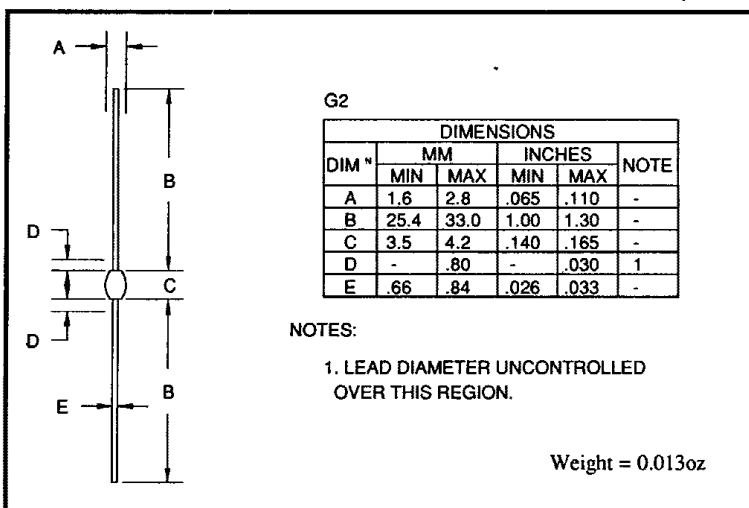 A
B
D
C
D
B
E
G2
DIMENSIONS
DIM " MM INCHES NOTE
MIN MAX MIN MAX
A 1.6 2.8 .065 .110 -
B 25.4 33.0 1.00 1.30 -
C 3.5 4.2 .140 .165 -
D - .80 - .030 1
E .66 .84 .026 .033 -
NOTES:
1. LEAD DIAMETER UNCONTROLLED
OVER THIS REGION.
Weight = 0.013oz